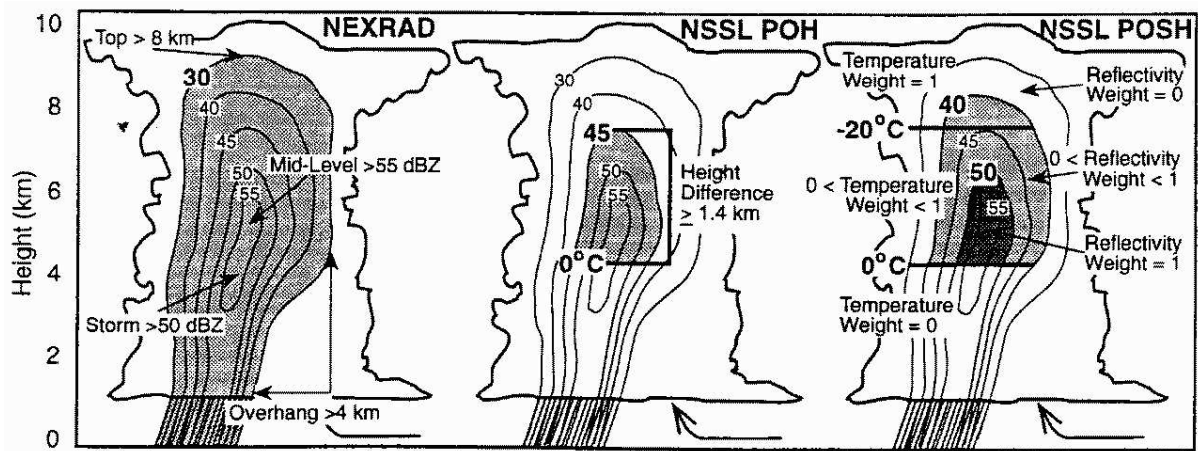 Height (km)
10
8
6
4
2
0
NEXRAD
Top > 8 km
30
40
45
Mid-Level >55 dBZ
50
55
Storm >50 dBZ
Overhang >4 km
NSSL POH
30
40
45
50
55
Height
Difference
≥ 1.4 km
0°C
NSSL POSH
Temperature
Weight = 1
Reflectivity
Weight = 0
40
-20°C
45
0 < Reflectivity
Weight < 1
50
0 < Temperature
Weight < 1
55
Reflectivity
Weight = 1
0°C
Temperature
Weight = 0